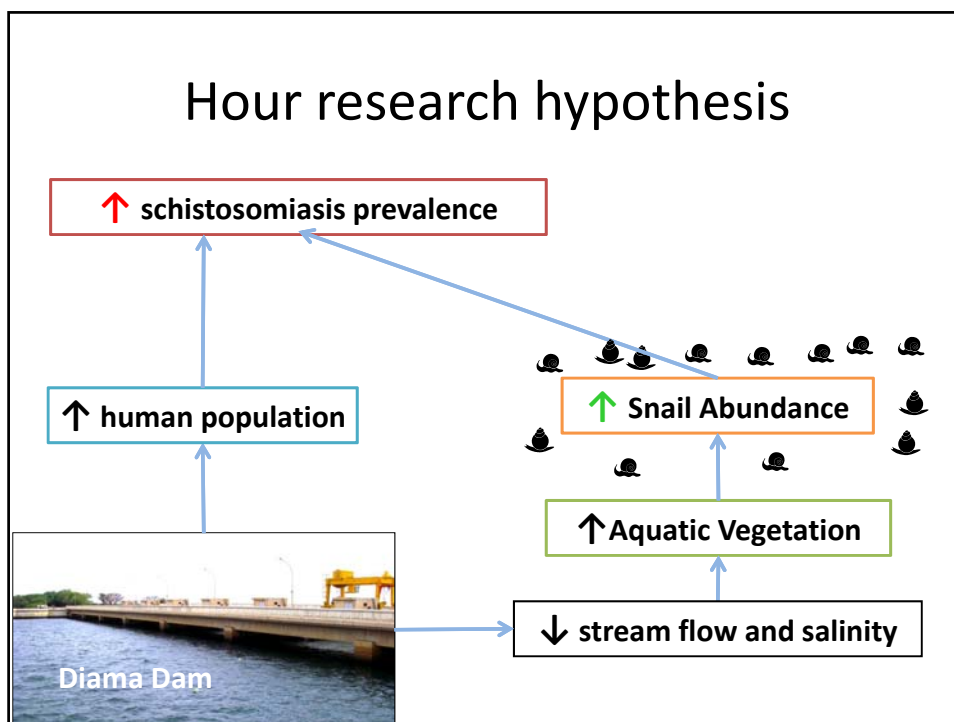 Hour research hypothesis
↑ schistosomiasis prevalence
↑ human population
↑ Snail Abundance
↑Aquatic Vegetation
↓ stream flow and salinity
Diama Dam